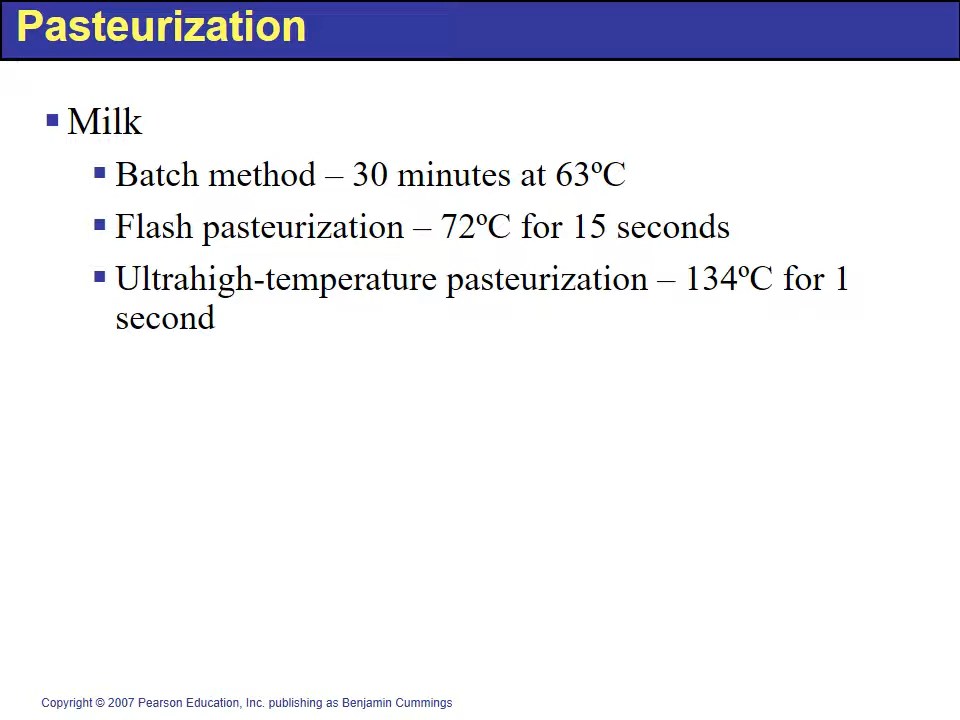 Pasteurization
Milk
Batch method – 30 minutes at 63ºC
Flash pasteurization – 72ºC for 15 seconds
Ultrahigh-temperature pasteurization – 134ºC for 1
second
Copyright © 2007 Pearson Education, Inc. publishing as Benjamin Cummings